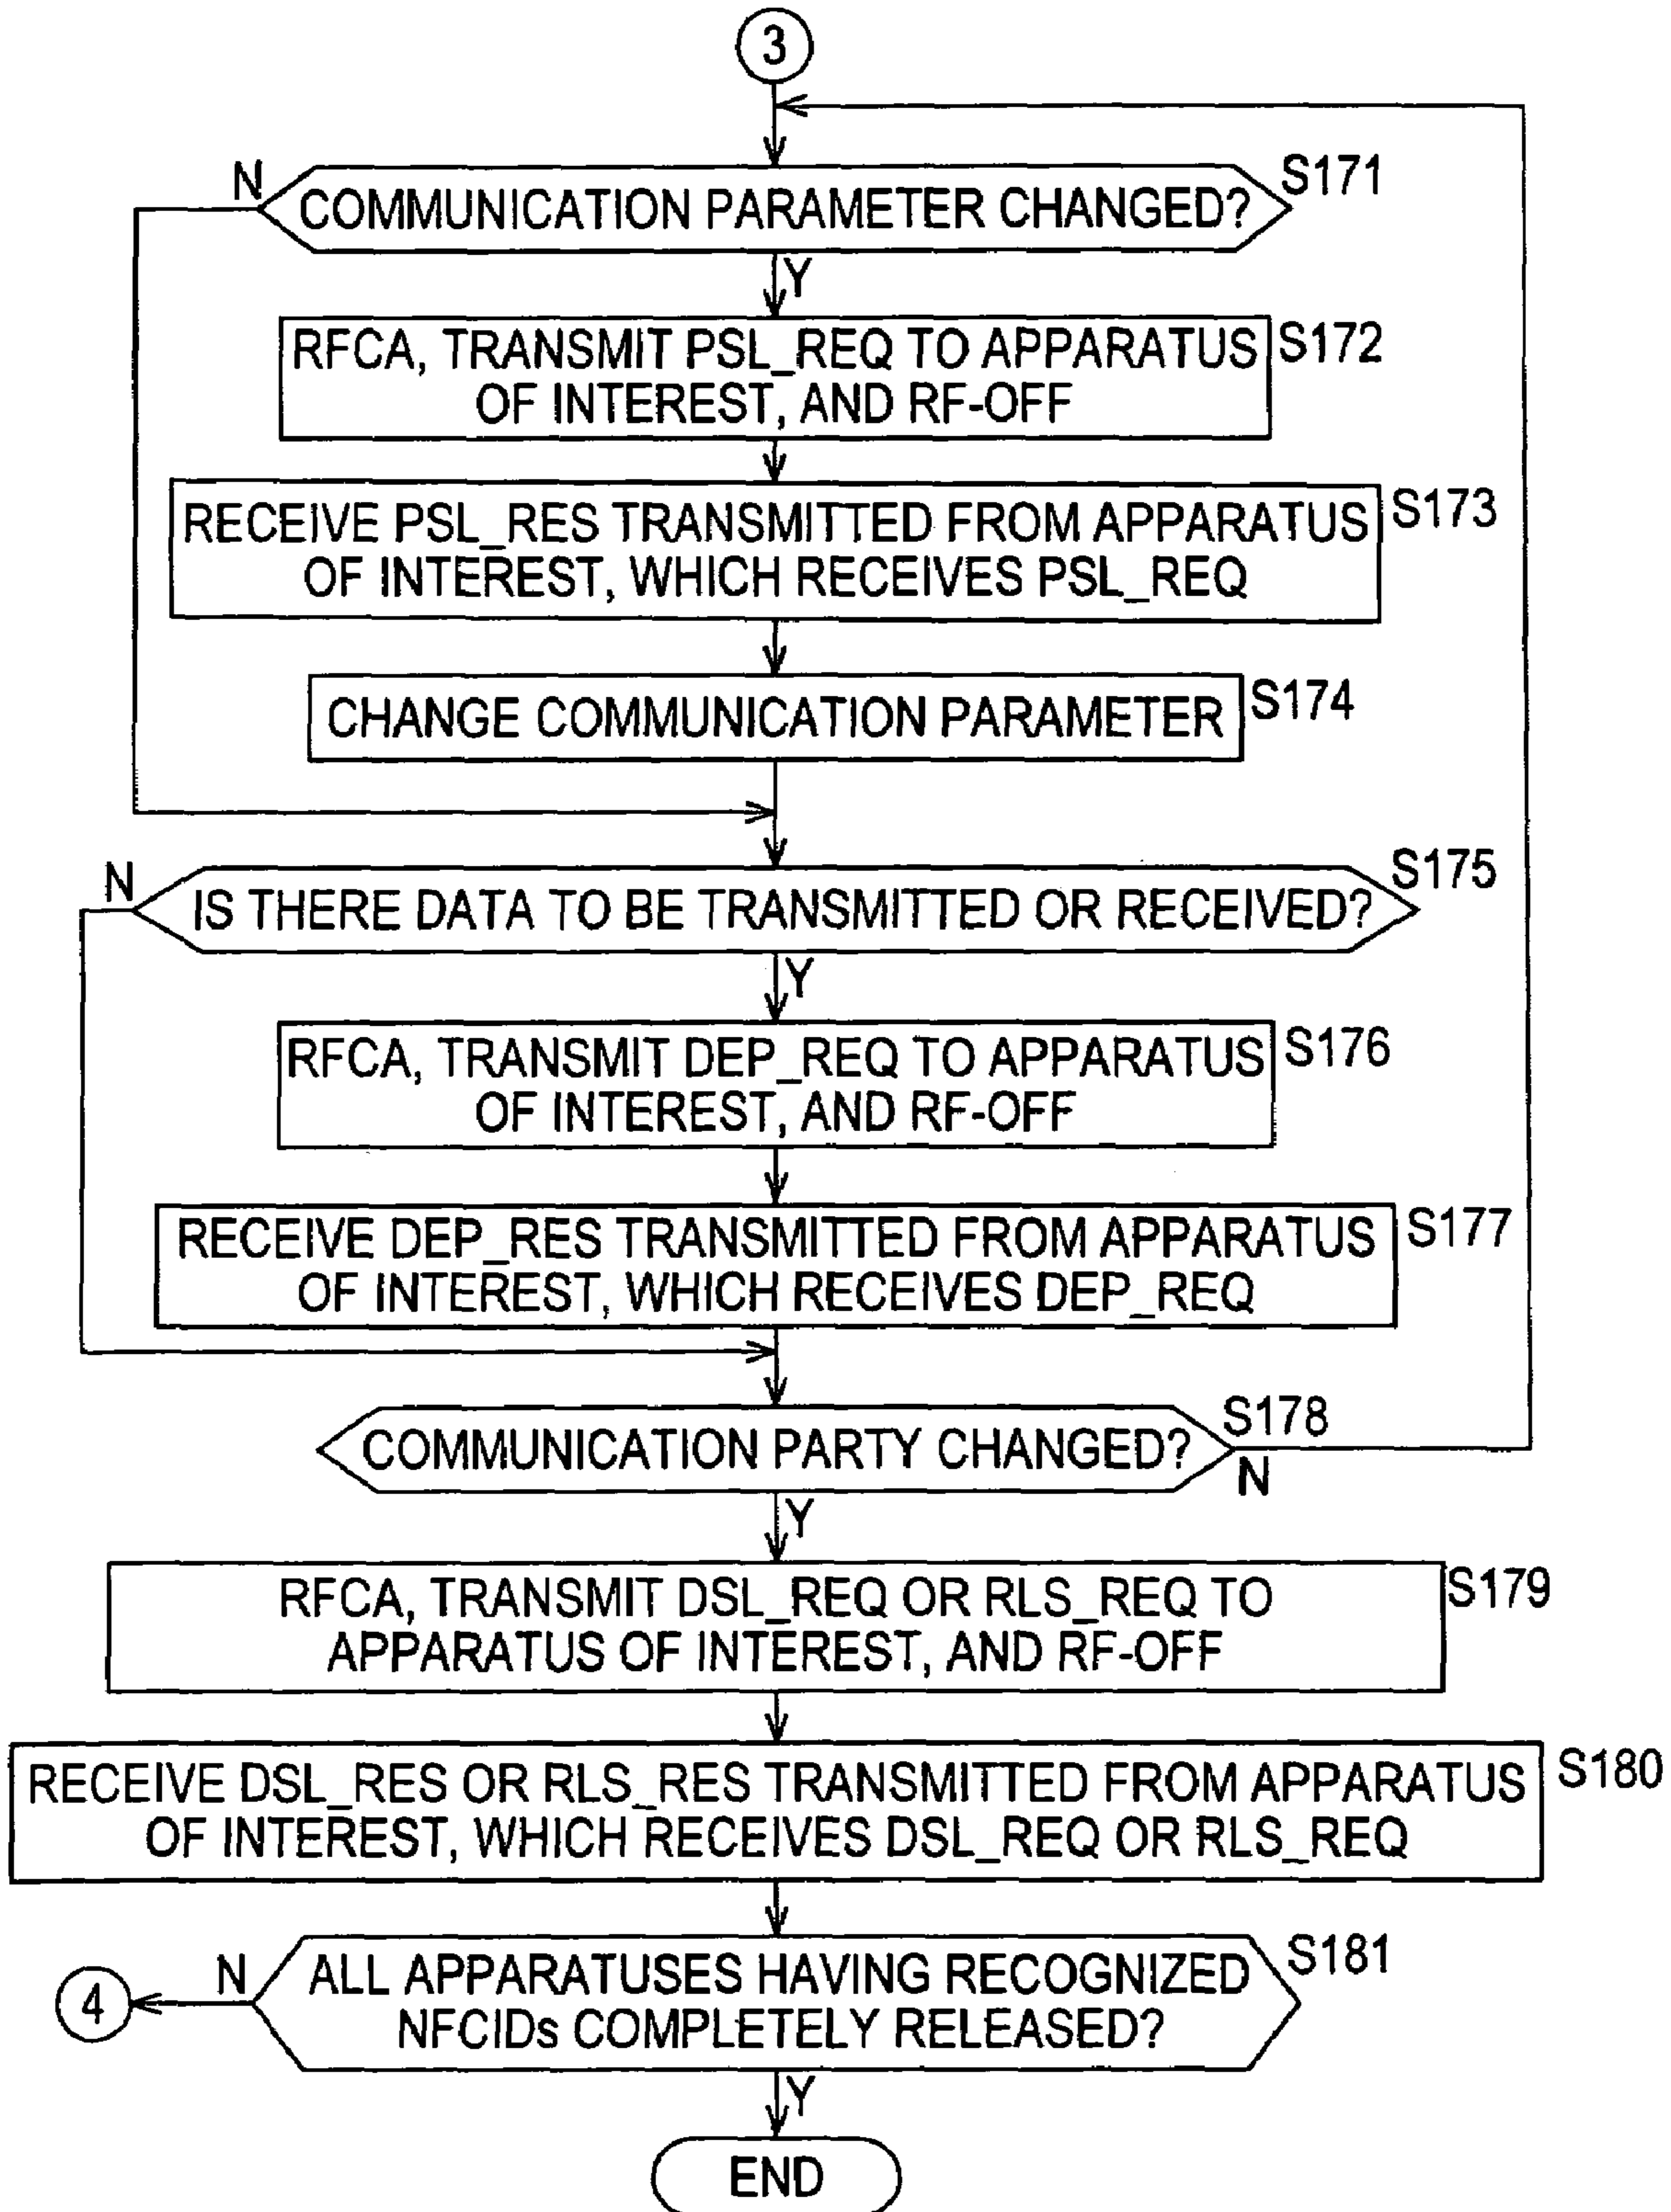 3
N
COMMUNICATION PARAMETER CHANGED?
S171
Y
RFCA, TRANSMIT PSL_REQ TO APPARATUS
OF INTEREST, AND RF-OFF
S172
RECEIVE PSL_RES TRANSMITTED FROM APPARATUS
OF INTEREST, WHICH RECEIVES PSL_REQ
S173
CHANGE COMMUNICATION PARAMETER
S174
N
IS THERE DATA TO BE TRANSMITTED OR RECEIVED?
S175
Y
RFCA, TRANSMIT DEP_REQ TO APPARATUS
OF INTEREST, AND RF-OFF
S176
RECEIVE DEP_RES TRANSMITTED FROM APPARATUS
OF INTEREST, WHICH RECEIVES DEP_REQ
S177
COMMUNICATION PARTY CHANGED?
S178
N
Y
RFCA, TRANSMIT DSL_REQ OR RLS_REQ TO
APPARATUS OF INTEREST, AND RF-OFF
S179
RECEIVE DSL_RES OR RLS_RES TRANSMITTED FROM APPARATUS
OF INTEREST, WHICH RECEIVES DSL_REQ OR RLS_REQ
S180
4
N
ALL APPARATUSES HAVING RECOGNIZED
NFCIDs COMPLETELY RELEASED?
S181
Y
END